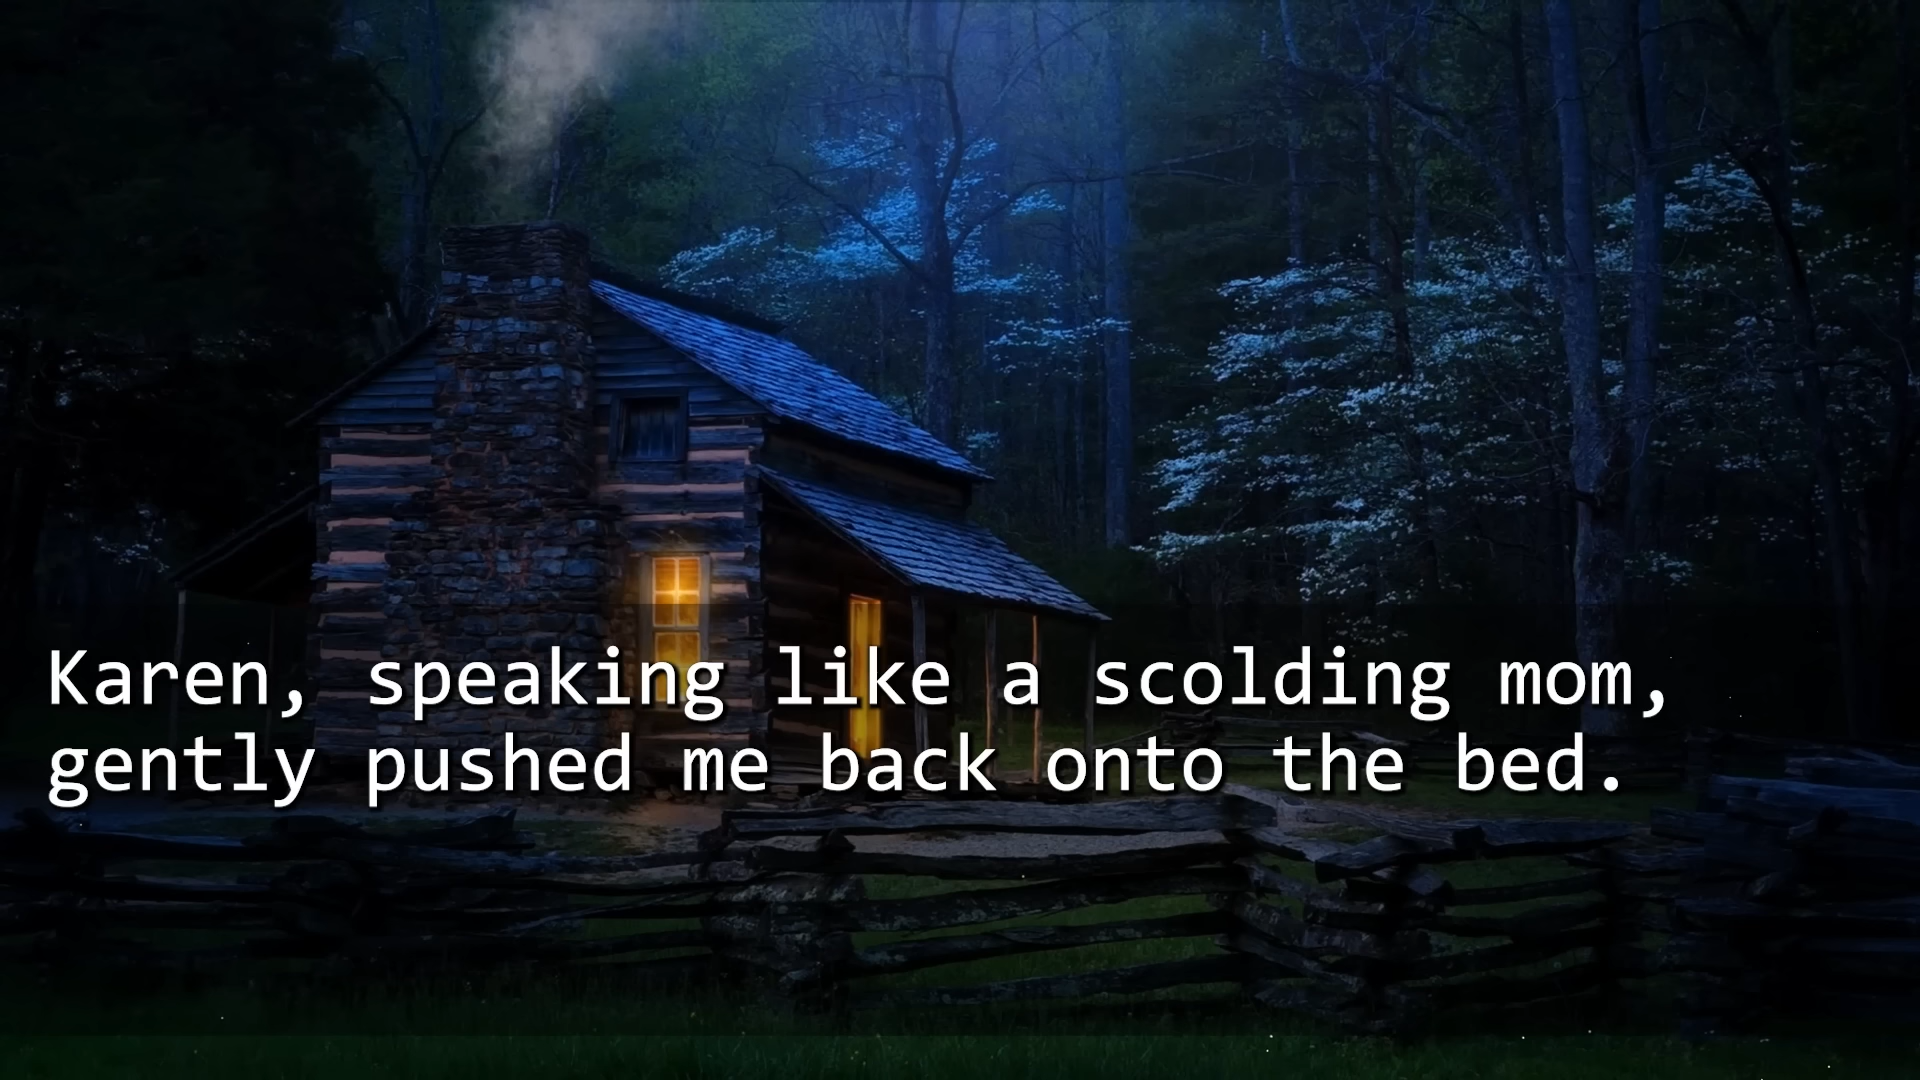 Karen, speaking like a scolding mom,
gently pushed me back onto the bed.